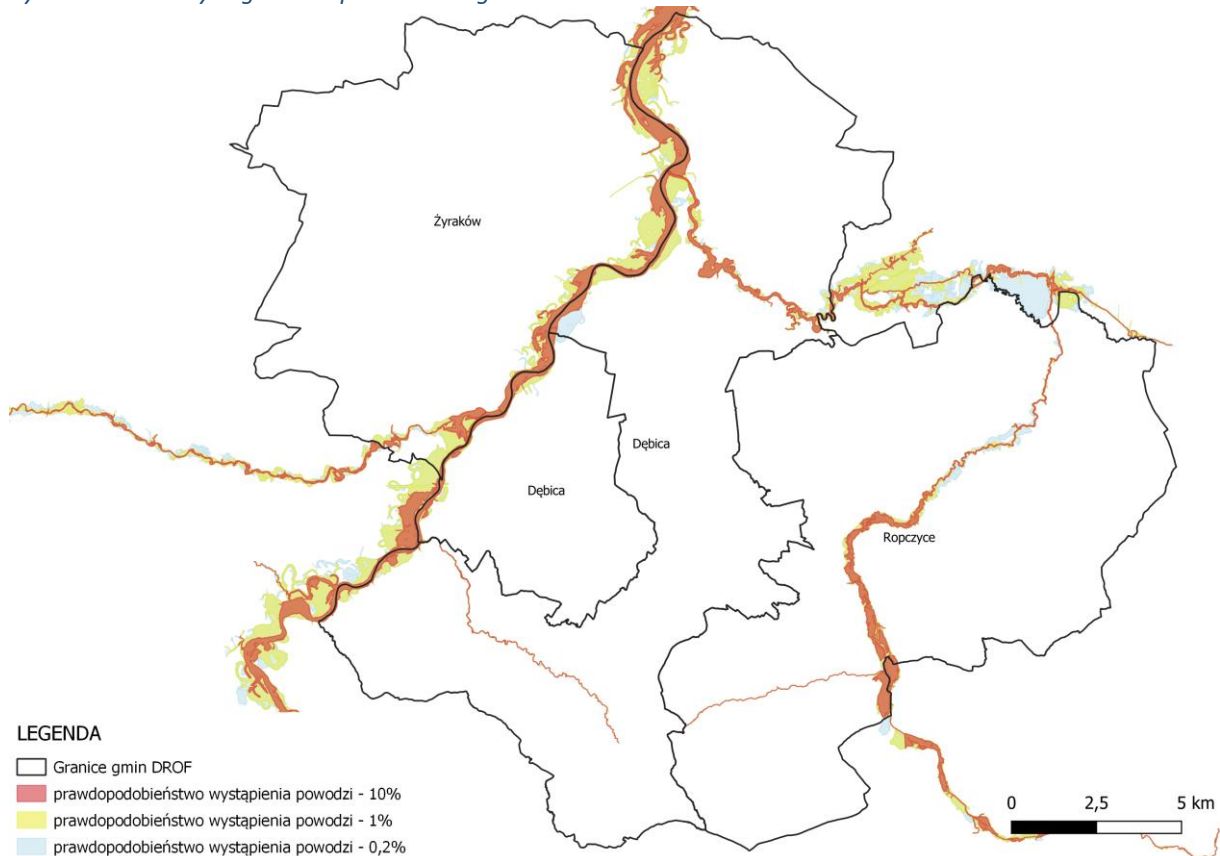 Żyraków
Dębica
Dębica
Ropczyce
LEGENDA
Granice gmin DROF
prawdopodobieństwo wystąpienia powodzi - 10%
prawdopodobieństwo wystąpienia powodzi - 1%
prawdopodobieństwo wystąpienia powodzi - 0,2%
0 2,5 5 km